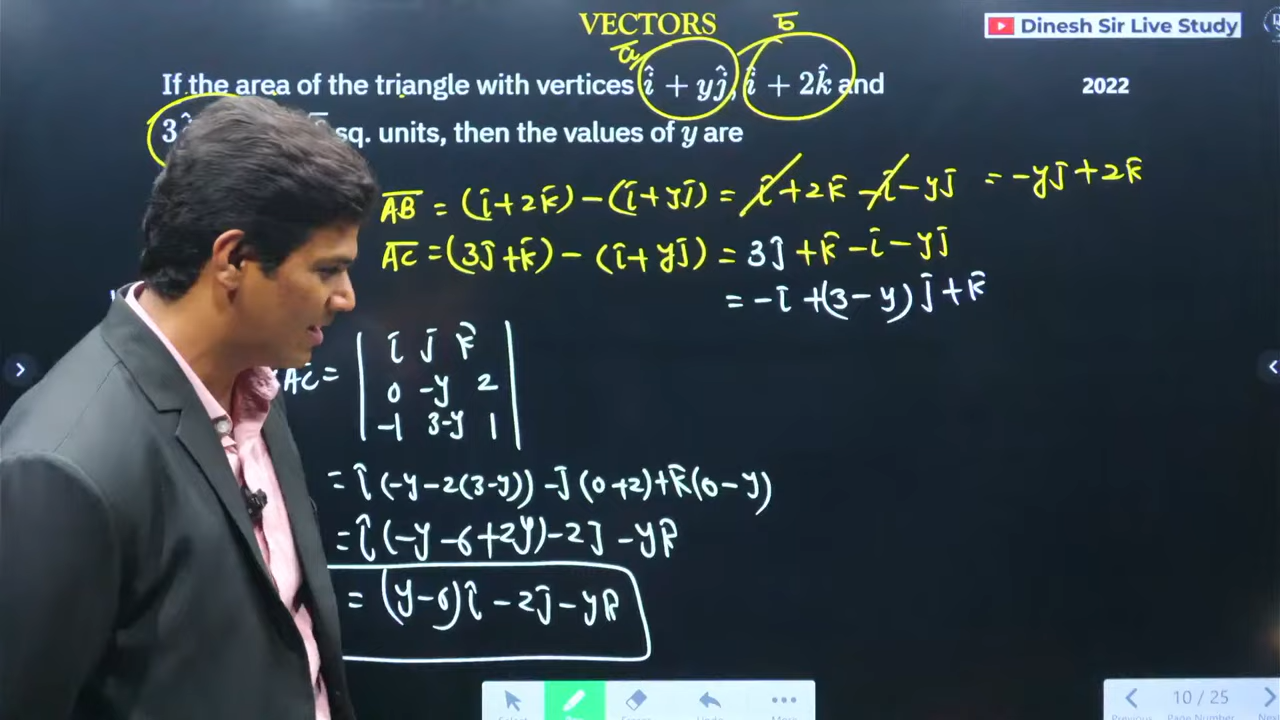 VECTORS
Dinesh Sir Live Study
a̅ b̅
If the area of the triangle with vertices î + yĵ, î + 2k̂ and
2022
3 sq. units, then the values of y are
A̅B̅ = (î+2k̂) - (î+yĵ) = î+2k̂ - î - yĵ = -yĵ+2k̂
A̅C̅ = (3ĵ+k̂) - (î+yĵ) = 3ĵ+k̂ - î - yĵ
= -î +(3-y)ĵ+k̂
AC = | î ĵ k̂ |
0 -y 2
-1 3-y 1
= î(-y-2(3-y)) -ĵ(0+2)+k̂(0-y)
= î(-y-6+2y)-2ĵ -yk̂
= (y-6)î -2ĵ -yk̂
10 / 25